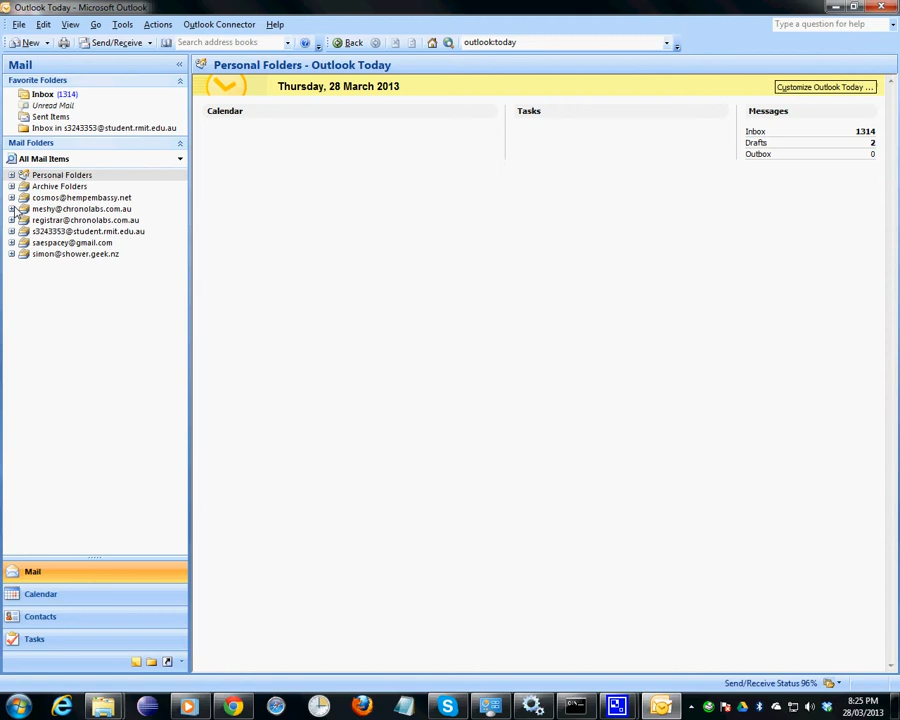 Outlook Today - Microsoft Outlook
File Edit View Go Tools Actions Outlook Connector Help
Type a question for help
New Send/Receive Search address books Back outlook:today
Mail «
Personal Folders - Outlook Today
Favorite Folders
Inbox (1314)
Unread Mail
Sent Items
Inbox in s3243353@student.rmit.edu.au
Mail Folders
All Mail Items
Personal Folders
Archive Folders
cosmos@hempembassy.net
meshy@chronolabs.com.au
registrar@chronolabs.com.au
s3243353@student.rmit.edu.au
saespacey@gmail.com
simon@shower.geek.nz
Thursday, 28 March 2013
Customize Outlook Today ...
Calendar
Tasks
Messages
Inbox 1314
Drafts 2
Outbox 0
Mail
Calendar
Contacts
Tasks
Send/Receive Status 96%
8:25 PM
28/03/2013